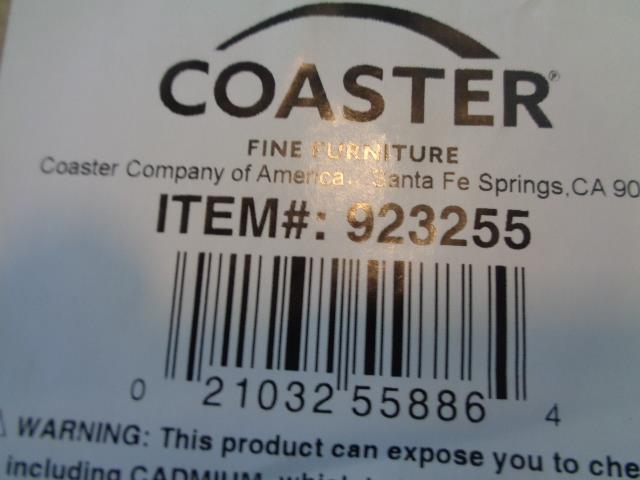 COASTER®
FINE FURNITURE
Coaster Company of America.. Santa Fe Springs,CA 90
ITEM#: 923255
0 21032 55886 4
WARNING: This product can expose you to che
including CADMIUM, which